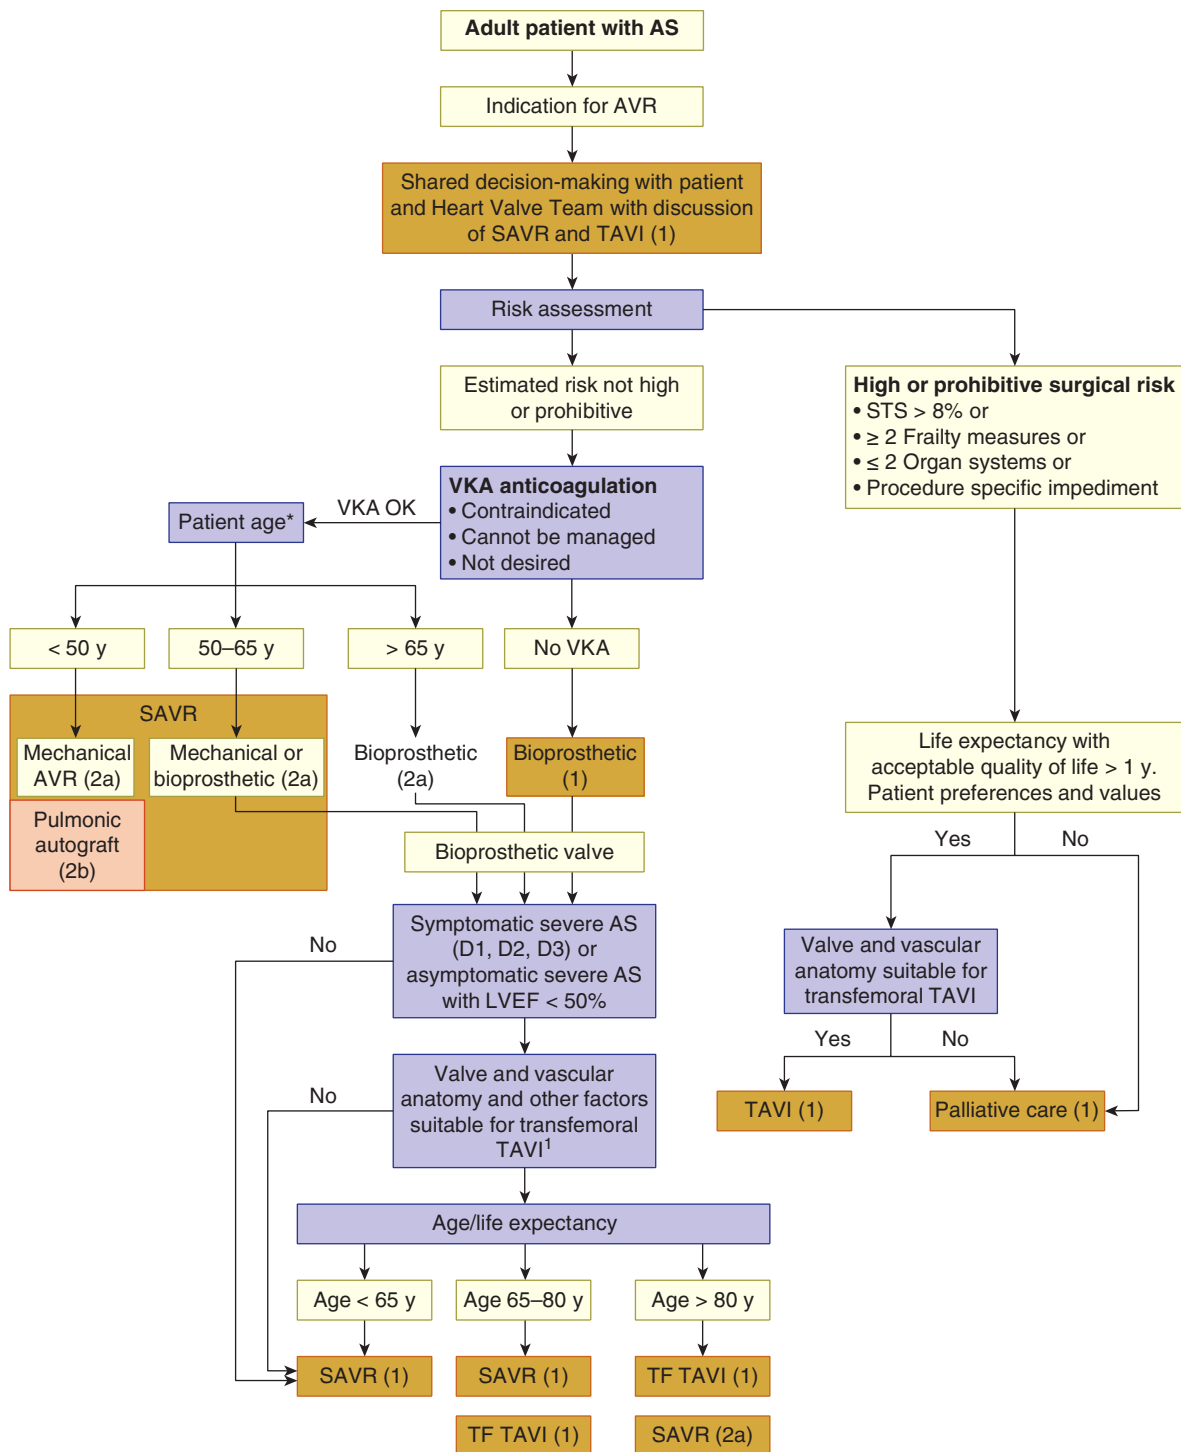 Adult patient with AS
Indication for AVR
Shared decision-making with patient
and Heart Valve Team with discussion
of SAVR and TAVI (1)
Risk assessment
Estimated risk not high
or prohibitive
High or prohibitive surgical risk
• STS > 8% or
• ≥ 2 Frailty measures or
• ≤ 2 Organ systems or
• Procedure specific impediment
VKA anticoagulation
• Contraindicated
• Cannot be managed
• Not desired
VKA OK
Patient age*
< 50 y
50–65 y
> 65 y
No VKA
SAVR
Mechanical
AVR (2a)
Mechanical or
bioprosthetic (2a)
Bioprosthetic
(2a)
Bioprosthetic
(1)
Pulmonic
autograft
(2b)
Life expectancy with
acceptable quality of life > 1 y.
Patient preferences and values
Yes
No
Bioprosthetic valve
Symptomatic severe AS
(D1, D2, D3) or
asymptomatic severe AS
with LVEF < 50%
No
Valve and vascular
anatomy suitable for
transfemoral TAVI
Yes
No
TAVI (1)
Palliative care (1)
Valve and vascular
anatomy and other factors
suitable for transfemoral
TAVI1
No
Age/life expectancy
Age < 65 y
Age 65–80 y
Age > 80 y
SAVR (1)
SAVR (1)
TF TAVI (1)
TF TAVI (1)
SAVR (2a)